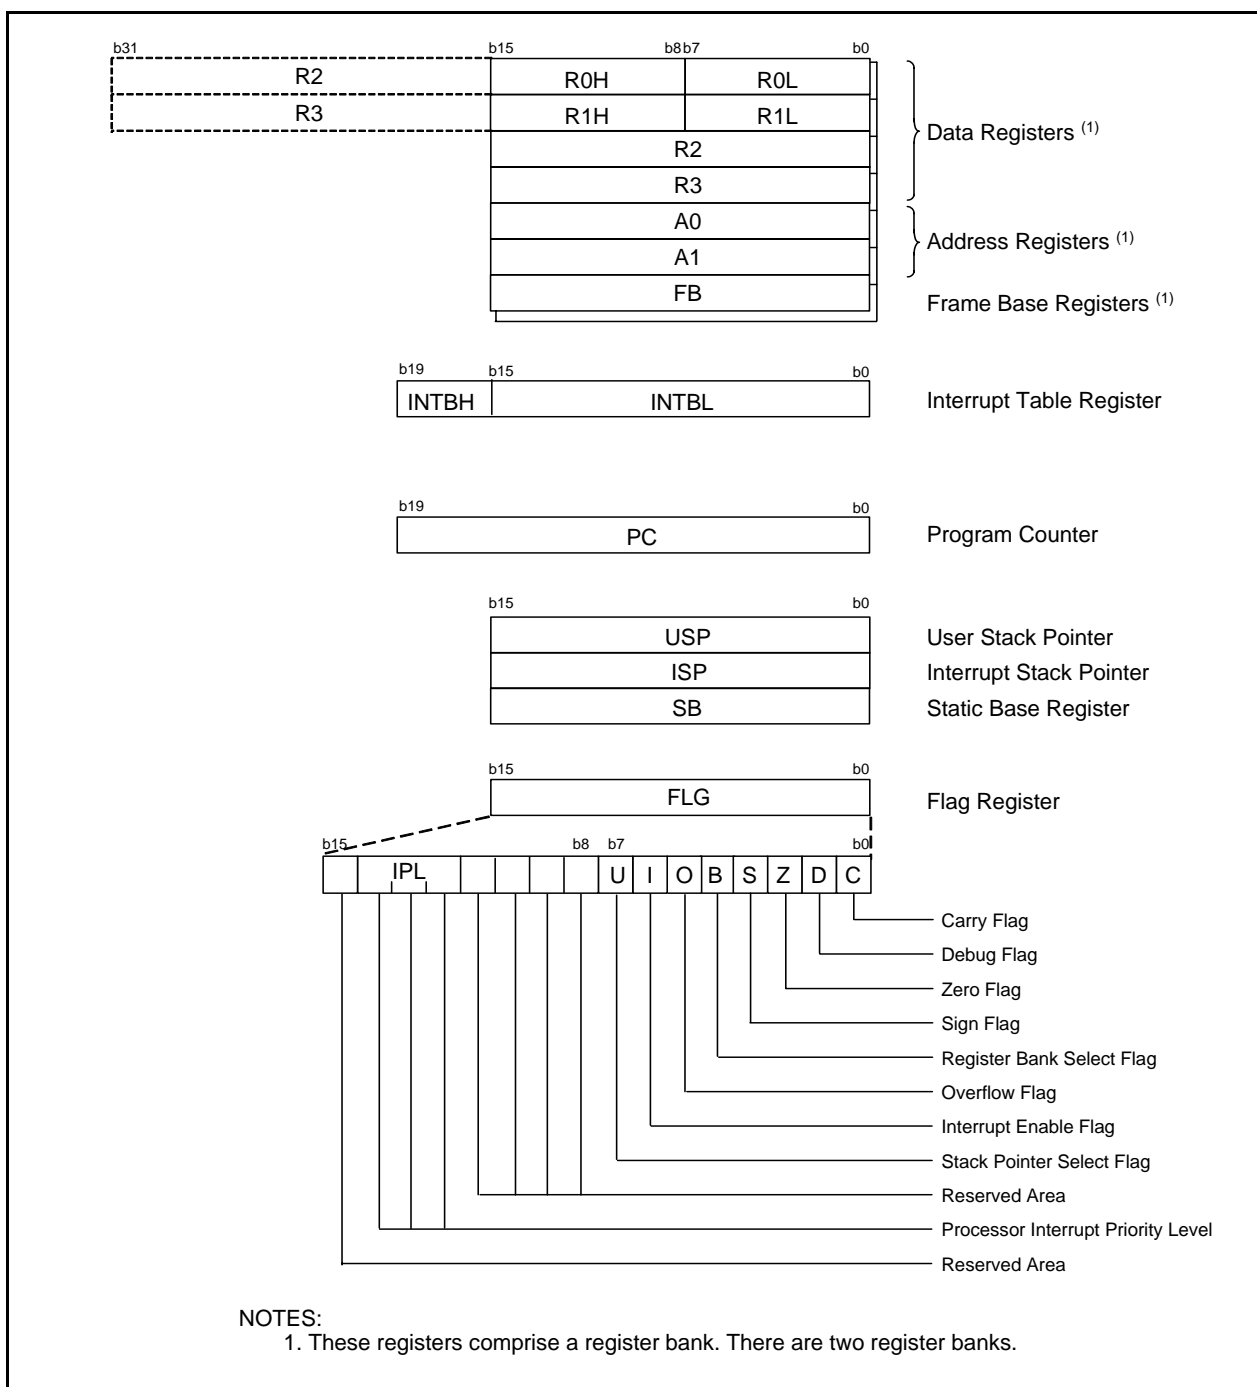 b31 b15 b8b7 b0
R2 R0H R0L
R3 R1H R1L
Data Registers (1)
R2
R3
A0
Address Registers (1)
A1
FB
Frame Base Registers (1)
b19 b15 b0
INTBH INTBL Interrupt Table Register
b19 b0
PC Program Counter
b15 b0
USP User Stack Pointer
ISP Interrupt Stack Pointer
SB Static Base Register
b15 b0
FLG Flag Register
b15 b8 b7 b0
IPL U I O B S Z D C
Carry Flag
Debug Flag
Zero Flag
Sign Flag
Register Bank Select Flag
Overflow Flag
Interrupt Enable Flag
Stack Pointer Select Flag
Reserved Area
Processor Interrupt Priority Level
Reserved Area
NOTES:
1. These registers comprise a register bank. There are two register banks.